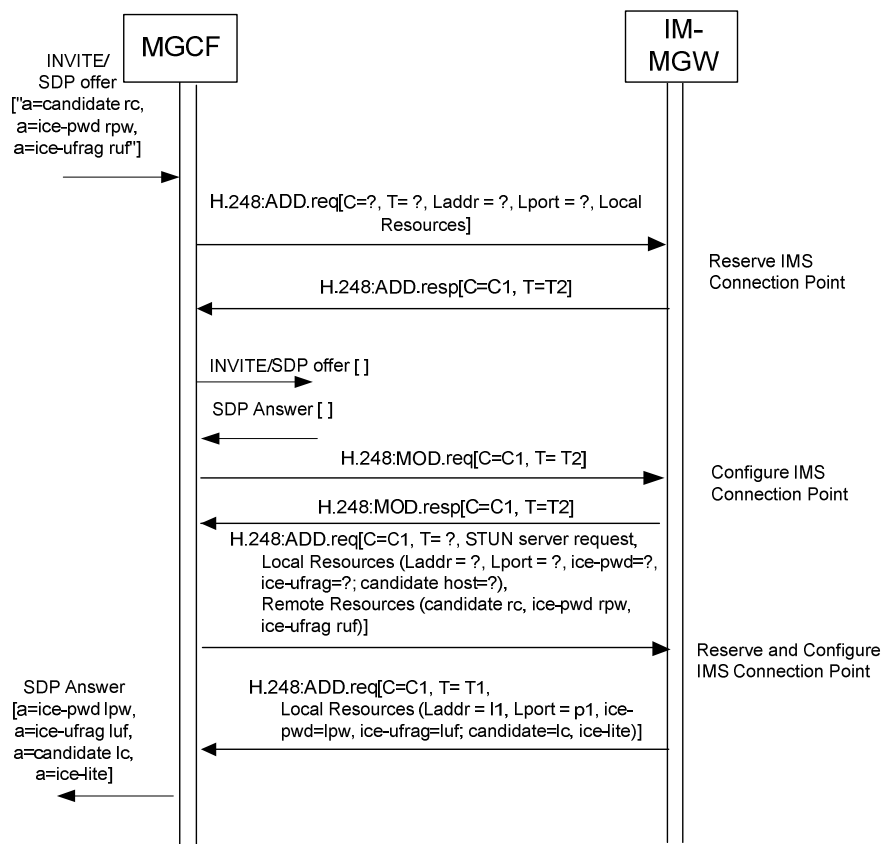 MGCF
IM-
MGW
INVITE/
SDP offer
["a=candidate rc,
a=ice-pwd rpw,
a=ice-ufrag ruf"]
H.248:ADD.req[C=?, T= ?, Laddr = ?, Lport = ?, Local
Resources]
Reserve IMS
Connection Point
H.248:ADD.resp[C=C1, T=T2]
INVITE/SDP offer [ ]
SDP Answer [ ]
H.248:MOD.req[C=C1, T= T2]
Configure IMS
Connection Point
H.248:MOD.resp[C=C1, T=T2]
H.248:ADD.req[C=C1, T= ?, STUN server request,
Local Resources (Laddr = ?, Lport = ?, ice-pwd=?,
ice-ufrag=?; candidate host=?),
Remote Resources (candidate rc, ice-pwd rpw,
ice-ufrag ruf)]
Reserve and Configure
IMS Connection Point
H.248:ADD.req[C=C1, T= T1,
Local Resources (Laddr = l1, Lport = p1, ice-
pwd=lpw, ice-ufrag=luf; candidate=lc, ice-lite)]
SDP Answer
[a=ice-pwd lpw,
a=ice-ufrag luf,
a=candidate lc,
a=ice-lite]